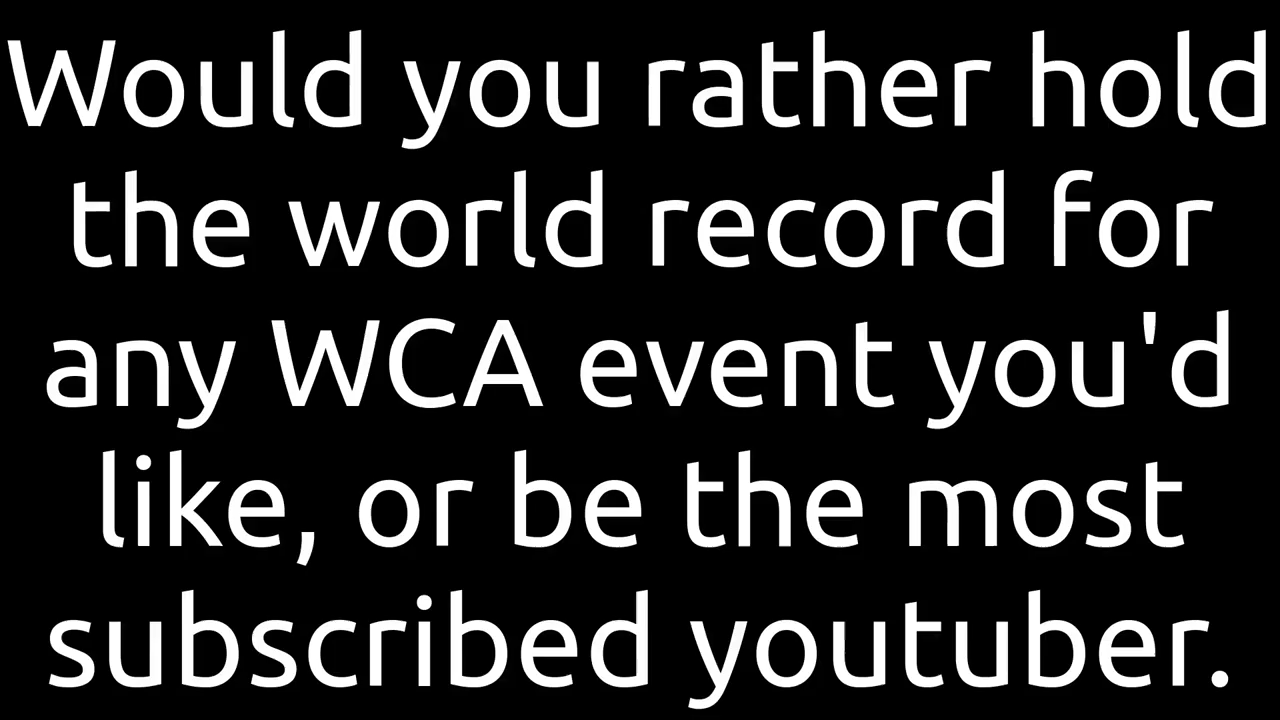 Would you rather hold
the world record for
any WCA event you'd
like, or be the most
subscribed youtuber.